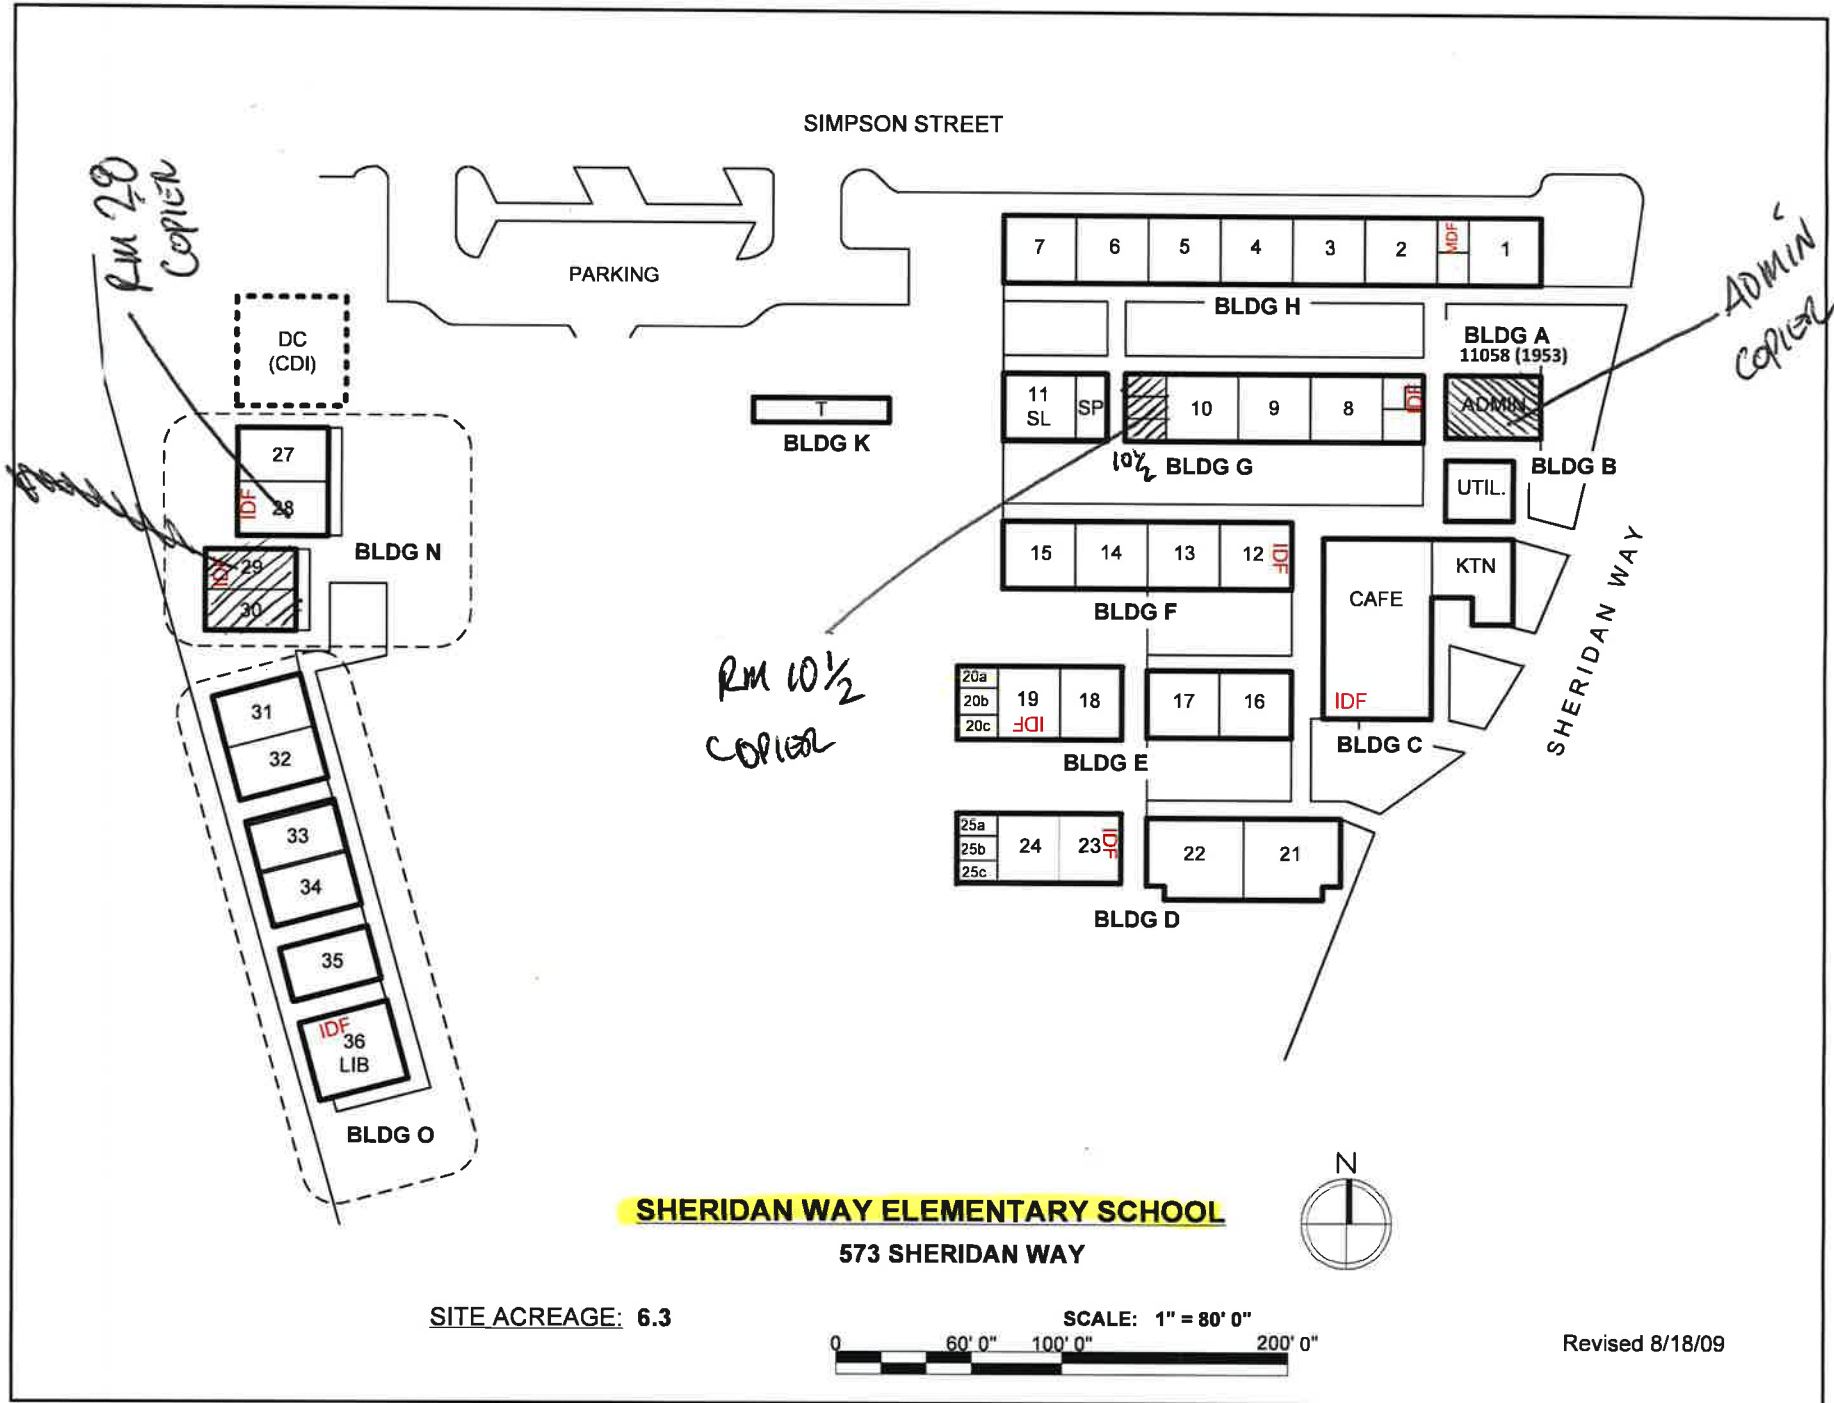 SIMPSON STREET
Rm 28
COPIER
PARKING
7 6 5 4 3 2 MDF 1
BLDG H
ADMIN
COPIER
DC
(CDI)
BLDG A
11058 (1953)
T
BLDG K
11
SL
SP
10 9 8 IDF
ADMIN
10½ BLDG G
BLDG B
UTIL.
27
IDF 28
BLDG N
IDF 29
30
15 14 13 12 IDF
BLDG F
CAFE
KTN
IDF
BLDG C
SHERIDAN WAY
Rm 10½
COPIER
20a
20b
20c
19
IDF
18
17 16
BLDG E
31
32
33
34
35
IDF
36
LIB
BLDG O
25a
25b
25c
24 23 IDF
22 21
BLDG D
N
SHERIDAN WAY ELEMENTARY SCHOOL
573 SHERIDAN WAY
SITE ACREAGE: 6.3
SCALE: 1" = 80' 0"
0 60' 0" 100' 0" 200' 0"
Revised 8/18/09